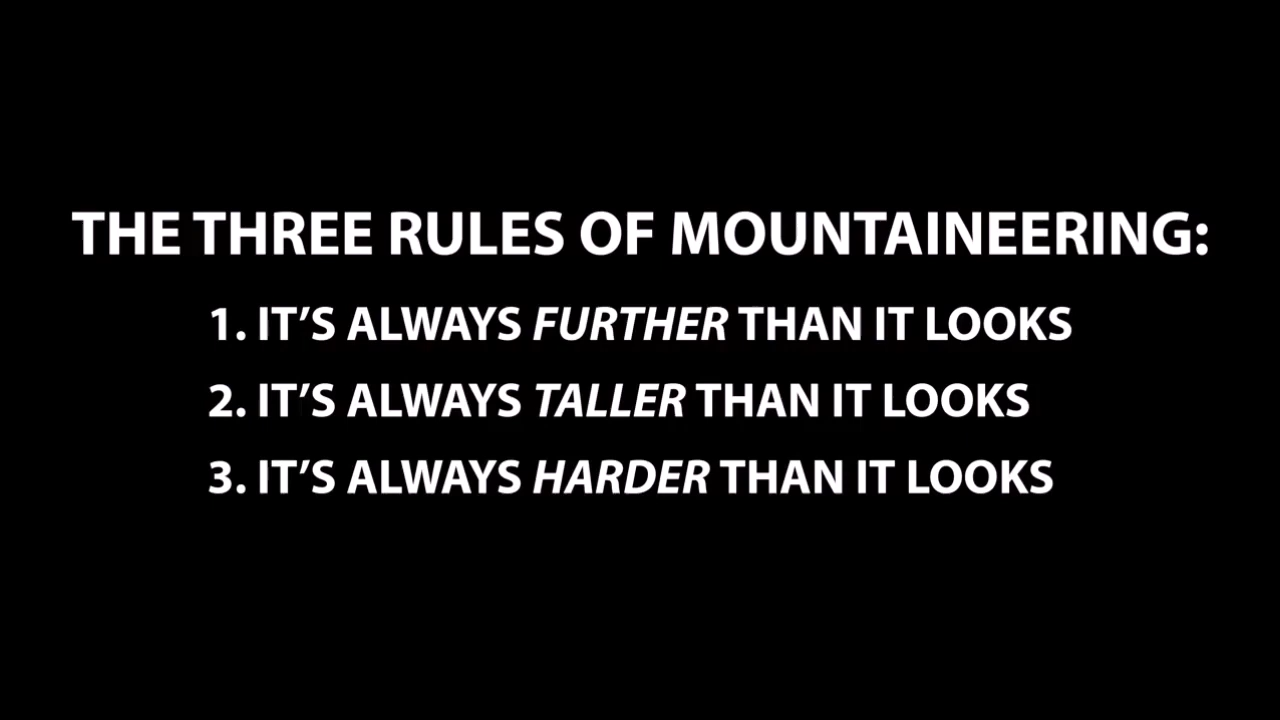 THE THREE RULES OF MOUNTAINEERING:
1. IT’S ALWAYS FURTHER THAN IT LOOKS
2. IT’S ALWAYS TALLER THAN IT LOOKS
3. IT’S ALWAYS HARDER THAN IT LOOKS